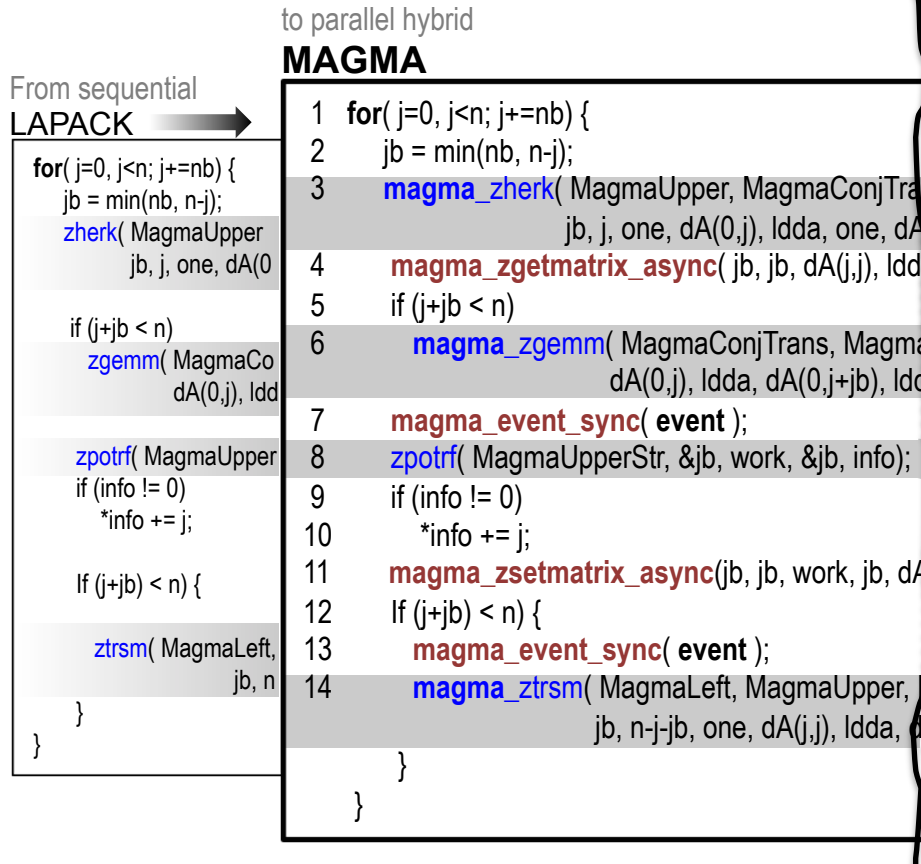 From sequential
LAPACK
for( j=0, j<n; j+=nb) {
jb = min(nb, n-j);
zherk( MagmaUpper
jb, j, one, dA(0
if (j+jb < n)
zgemm( MagmaCo
dA(0,j), ldd
zpotrf( MagmaUpper
if (info != 0)
*info += j;
If (j+jb) < n) {
ztrsm( MagmaLeft,
jb, n
}
}
to parallel hybrid
MAGMA
1 for( j=0, j<n; j+=nb) {
2 jb = min(nb, n-j);
3 magma_zherk( MagmaUpper, MagmaConjTra
jb, j, one, dA(0,j), ldda, one, dA
4 magma_zgetmatrix_async( jb, jb, dA(j,j), ldd
5 if (j+jb < n)
6 magma_zgemm( MagmaConjTrans, Magma
dA(0,j), ldda, dA(0,j+jb), ldd
7 magma_event_sync( event );
8 zpotrf( MagmaUpperStr, &jb, work, &jb, info);
9 if (info != 0)
10 *info += j;
11 magma_zsetmatrix_async(jb, jb, work, jb, dA
12 If (j+jb) < n) {
13 magma_event_sync( event );
14 magma_ztrsm( MagmaLeft, MagmaUpper,
jb, n-j-jb, one, dA(j,j), ldda,
}
}